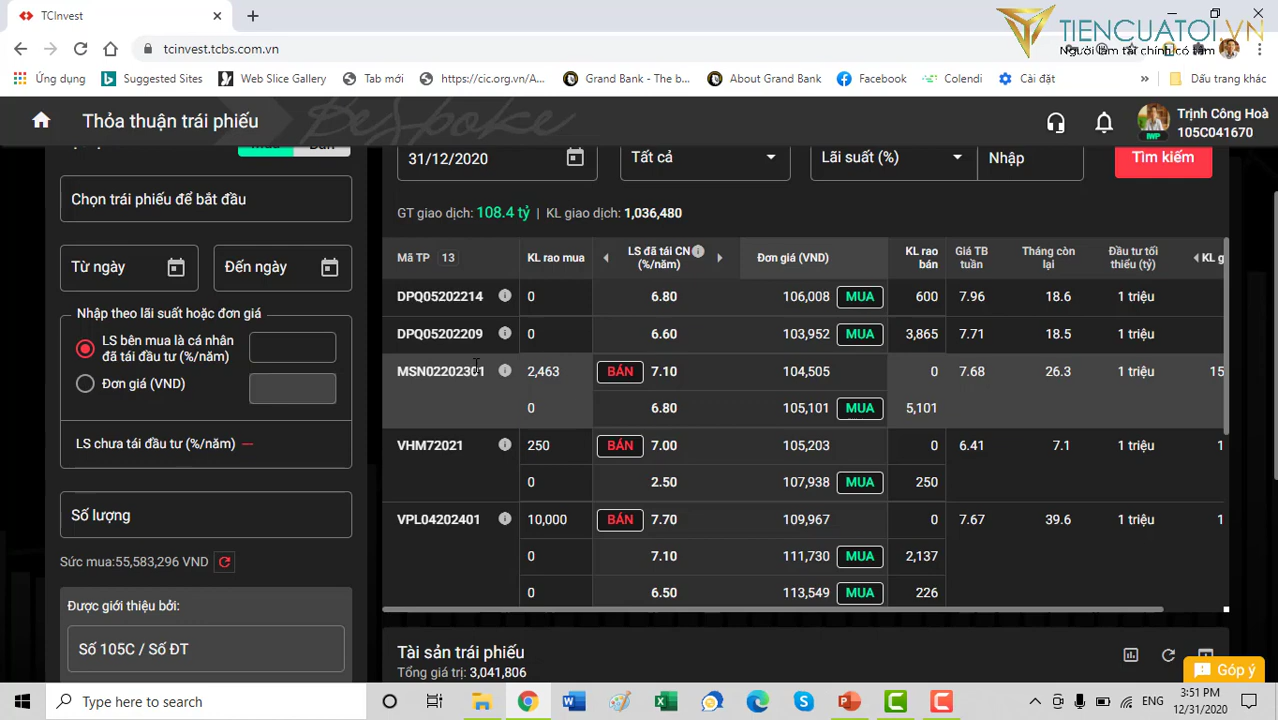 TCInvest
TIENCUATOI.VN
tcinvest.tcbs.com.vn
Người làm tài chính có tâm
Ứng dụng
Suggested Sites
Web Slice Gallery
Tab mới
https://cic.org.vn/A...
Grand Bank - The b...
About Grand Bank
Facebook
Colendi
Cài đặt
»
Dấu trang khác
Thỏa thuận trái phiếu
BeSpoke
Trịnh Công Hoà
105C041670
IWP
Chọn trái phiếu để bắt đầu
Từ ngày
Đến ngày
Nhập theo lãi suất hoặc đơn giá
LS bên mua là cá nhân
đã tái đầu tư (%/năm)
Đơn giá (VND)
LS chưa tái đầu tư (%/năm) —
Số lượng
Sức mua:55,583,296 VND
Được giới thiệu bởi:
Số 105C / Số ĐT
31/12/2020
Tất cả
Lãi suất (%)
Nhập
Tìm kiếm
GT giao dịch: 108.4 tỷ | KL giao dịch: 1,036,480
Mã TP 13 KL rao mua LS đã tái CN (%/năm) Đơn giá (VND) KL rao bán Giá TB tuần Tháng còn lại Đầu tư tối thiểu (tỷ) KL g
DPQ05202214 0 6.80 106,008 MUA 600 7.96 18.6 1 triệu
DPQ05202209 0 6.60 103,952 MUA 3,865 7.71 18.5 1 triệu
MSN02202301 2,463 BÁN 7.10 104,505 0 7.68 26.3 1 triệu 15
0 6.80 105,101 MUA 5,101
VHM72021 250 BÁN 7.00 105,203 0 6.41 7.1 1 triệu 1
0 2.50 107,938 MUA 250
VPL04202401 10,000 BÁN 7.70 109,967 0 7.67 39.6 1 triệu 1
0 7.10 111,730 MUA 2,137
0 6.50 113,549 MUA 226
Tài sản trái phiếu
Tổng giá trị: 3,041,806
Góp ý
Type here to search
ENG
3:51 PM
12/31/2020